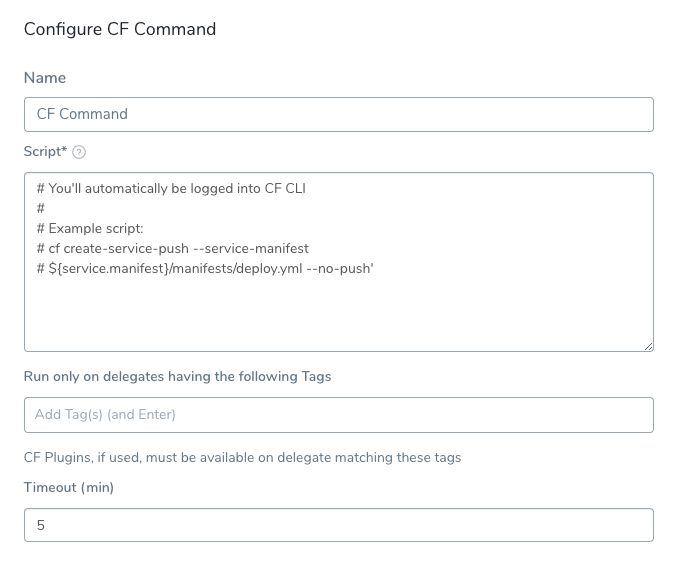 Configure CF Command
Name
CF Command
Script* ?
# You'll automatically be logged into CF CLI
#
# Example script:
# cf create-service-push --service-manifest
# ${service.manifest}/manifests/deploy.yml --no-push'
Run only on delegates having the following Tags
Add Tag(s) (and Enter)
CF Plugins, if used, must be available on delegate matching these tags
Timeout (min)
5